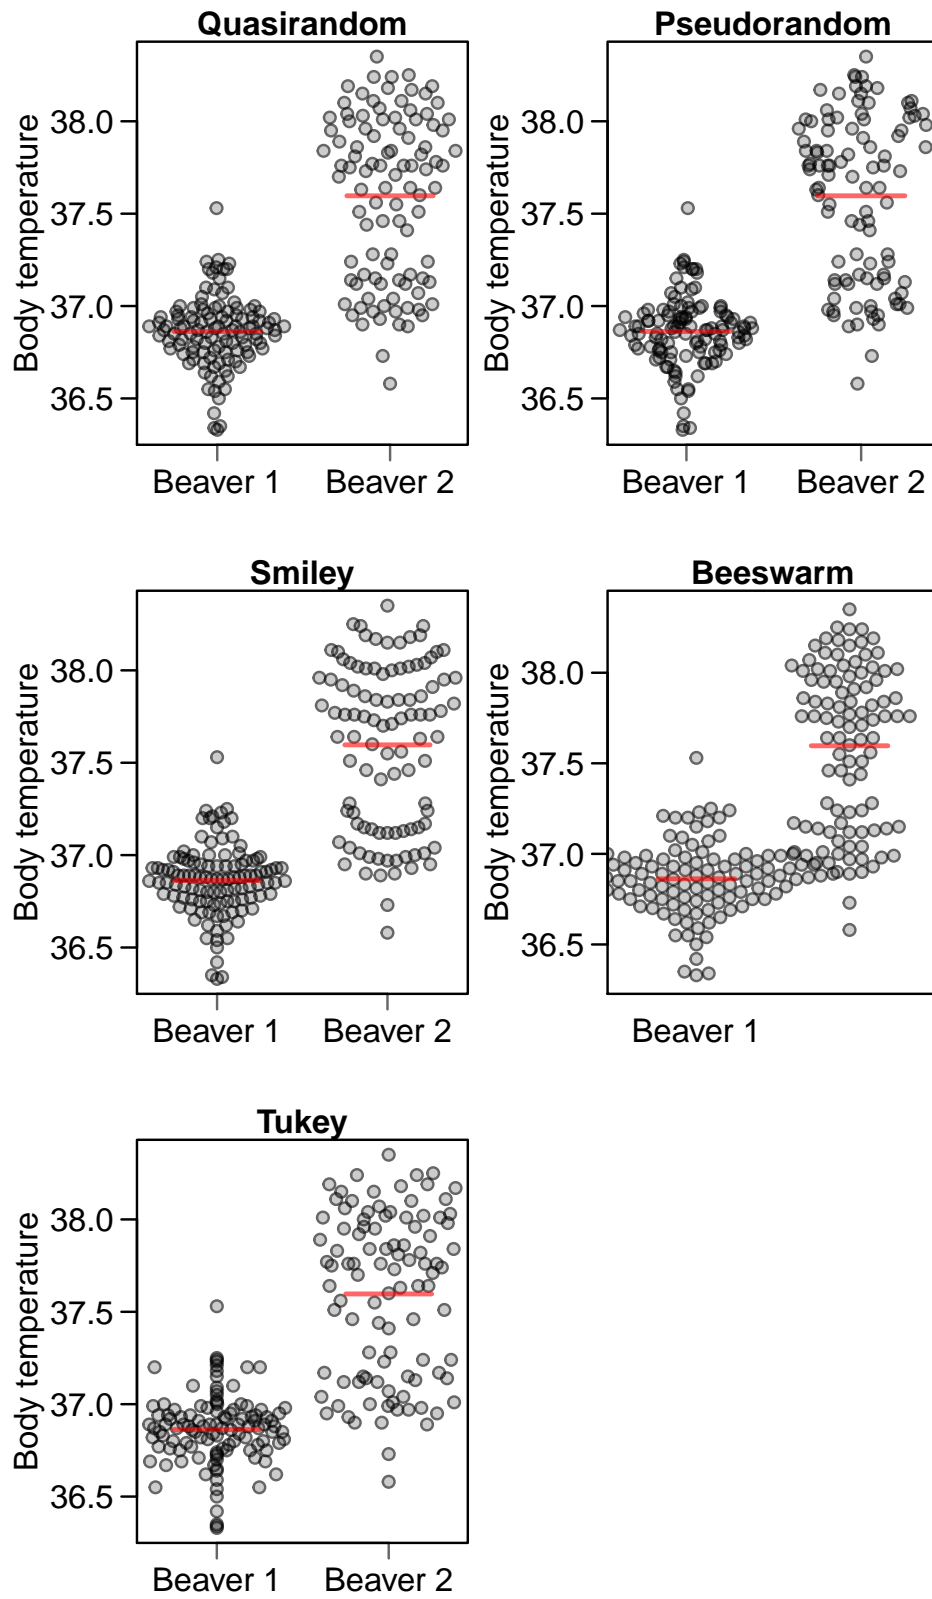 Quasirandom
Body temperature
38.0
37.5
37.0
36.5
Beaver 1 Beaver 2
Pseudorandom
Body temperature
38.0
37.5
37.0
36.5
Beaver 1 Beaver 2
Smiley
Body temperature
38.0
37.5
37.0
36.5
Beaver 1 Beaver 2
Beeswarm
Body temperature
38.0
37.5
37.0
36.5
Beaver 1
Tukey
Body temperature
38.0
37.5
37.0
36.5
Beaver 1 Beaver 2